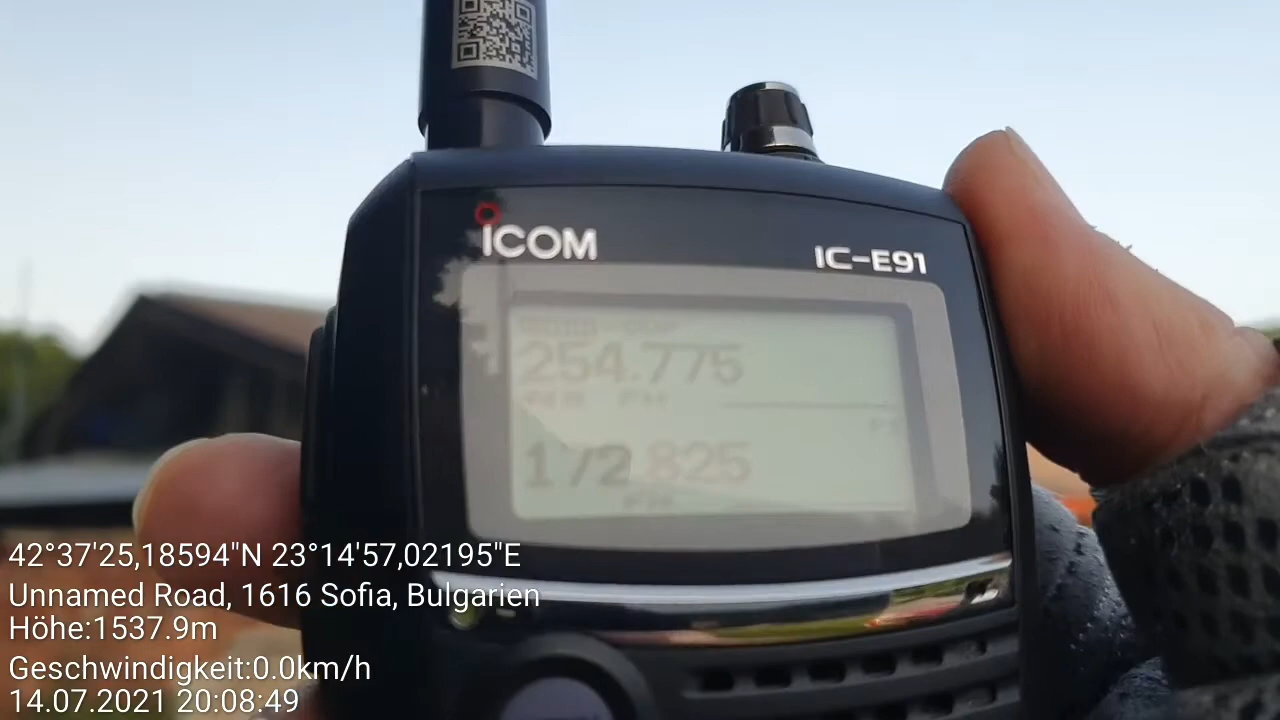 ICOM
IC-E91
254.775
172.825
42°37'25,18594"N 23°14'57,02195"E
Unnamed Road, 1616 Sofia, Bulgarien
Höhe:1537.9m
Geschwindigkeit:0.0km/h
14.07.2021 20:08:49